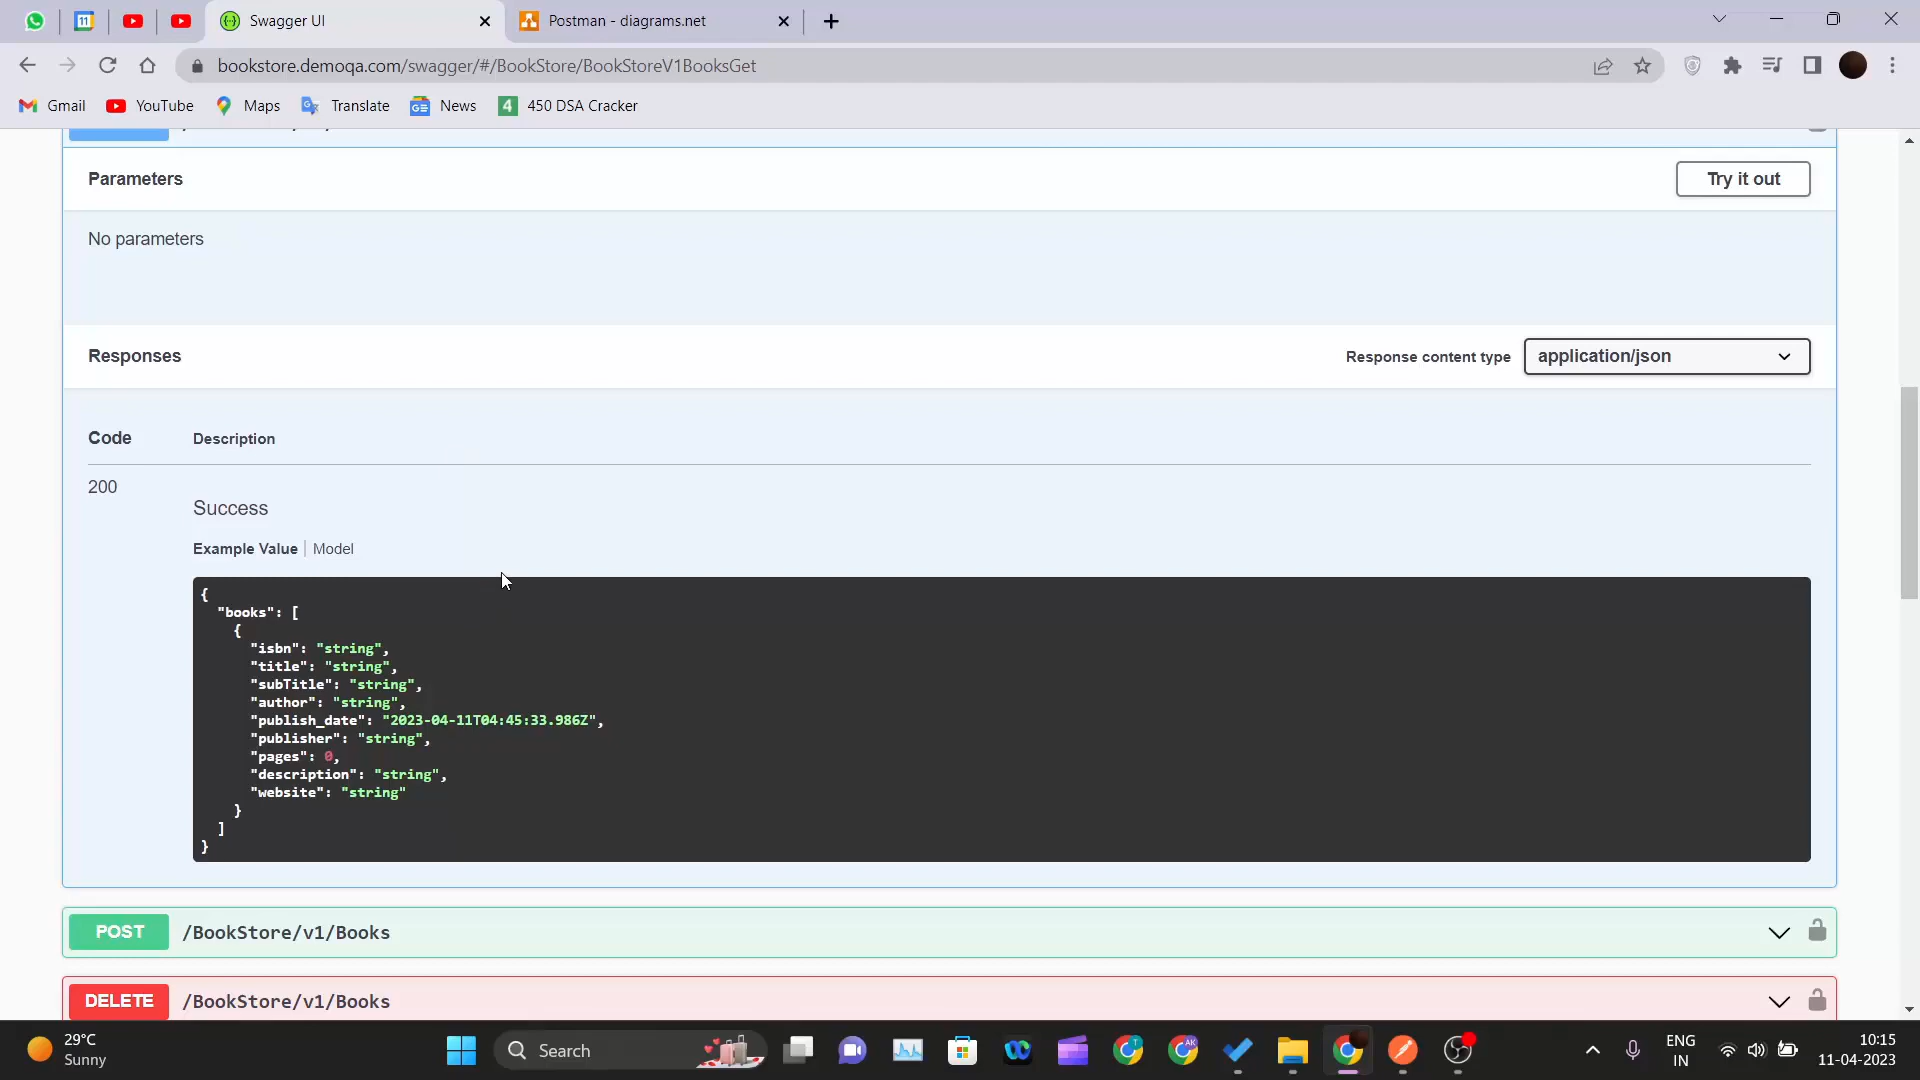 11
Swagger UI
Postman - diagrams.net
bookstore.demoqa.com/swagger/#/BookStore/BookStoreV1BooksGet
Gmail
YouTube
Maps
Translate
News
4
450 DSA Cracker
Parameters
Try it out
No parameters
Responses
Response content type
application/json
Code
Description
200
Success
Example Value
Model
{
"books": [
{
"isbn": "string",
"title": "string",
"subTitle": "string",
"author": "string",
"publish_date": "2023-04-11T04:45:33.986Z",
"publisher": "string",
"pages": 0,
"description": "string",
"website": "string"
}
]
}
POST /BookStore/v1/Books
DELETE /BookStore/v1/Books
29°C
Sunny
Search
T
AK
ENG
IN
10:15
11-04-2023